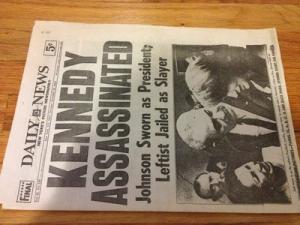 DAILY NEWS
5¢
FINAL
KENNEDY
ASSASSINATED
Johnson Sworn as President;
Leftist Jailed as Slayer